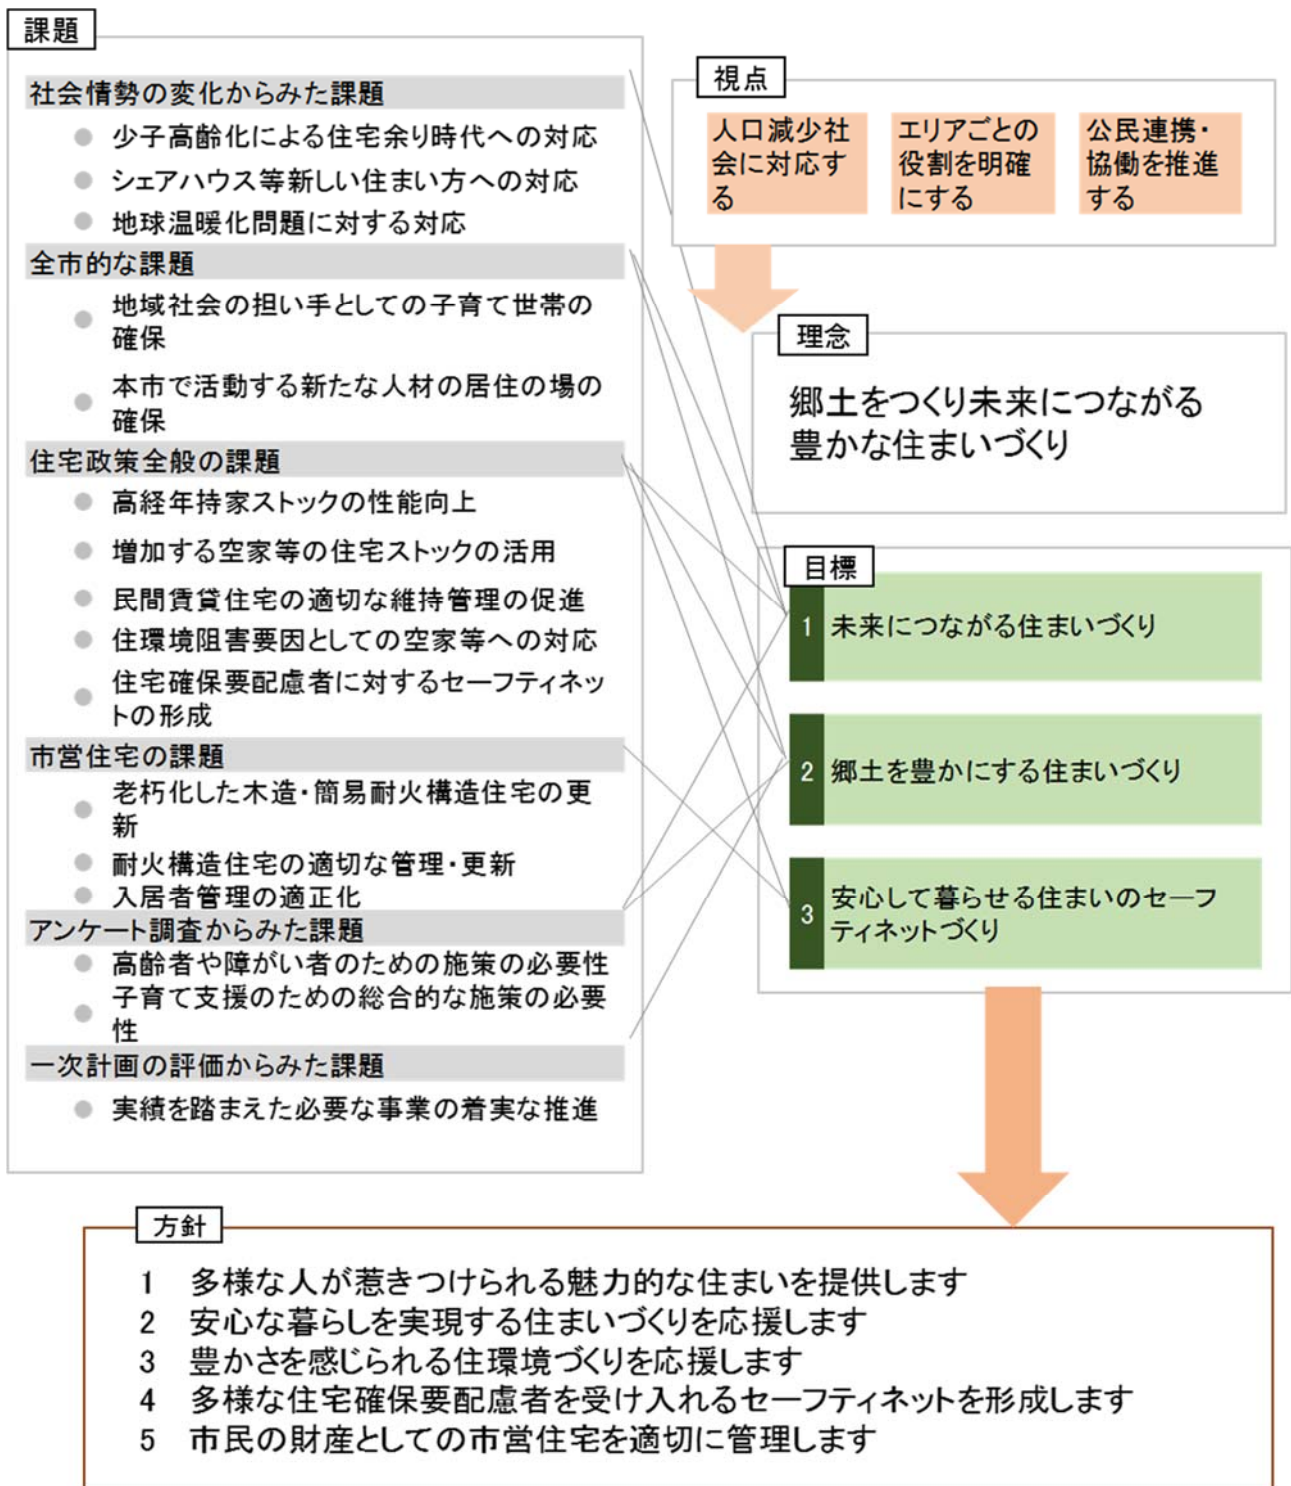 課題
社会情勢の変化からみた課題
少子高齢化による住宅余り時代への対応
シェアハウス等新しい住まい方への対応
地球温暖化問題に対する対応
全市的な課題
地域社会の担い手としての子育て世帯の
確保
本市で活動する新たな人材の居住の場の
確保
住宅政策全般の課題
高経年持家ストックの性能向上
増加する空家等の住宅ストックの活用
民間賃貸住宅の適切な維持管理の促進
住環境阻害要因としての空家等への対応
住宅確保要配慮者に対するセーフティネッ
トの形成
市営住宅の課題
老朽化した木造・簡易耐火構造住宅の更
新
耐火構造住宅の適切な管理・更新
入居者管理の適正化
アンケート調査からみた課題
高齢者や障がい者のための施策の必要性
子育て支援のための総合的な施策の必要
性
一次計画の評価からみた課題
実績を踏まえた必要な事業の着実な推進
視点
人口減少社
会に対応す
る
エリアごとの
役割を明確
にする
公民連携・
協働を推進
する
理念
郷土をつくり未来につながる
豊かな住まいづくり
目標
1 未来につながる住まいづくり
2 郷土を豊かにする住まいづくり
3 安心して暮らせる住まいのセーフ
ティネットづくり
方針
1 多様な人が惹きつけられる魅力的な住まいを提供します
2 安心な暮らしを実現する住まいづくりを応援します
3 豊かさを感じられる住環境づくりを応援します
4 多様な住宅確保要配慮者を受け入れるセーフティネットを形成します
5 市民の財産としての市営住宅を適切に管理します